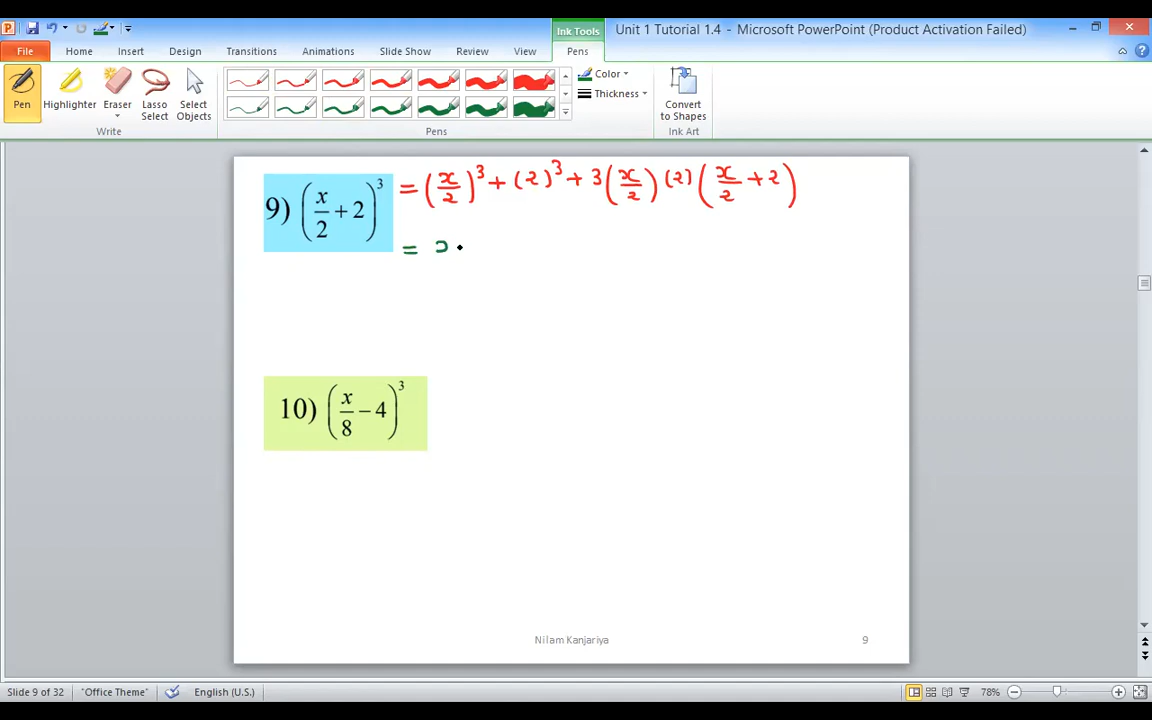 Ink Tools
Unit 1 Tutorial 1.4 - Microsoft PowerPoint (Product Activation Failed)
File Home Insert Design Transitions Animations Slide Show Review View Pens
Pen Highlighter Eraser Lasso Select Select Objects
Color
Thickness
Convert to Shapes
Write Pens Ink Art
9) (x/2 + 2)³ = (x/2)³ + (2)³ + 3(x/2)(2)(x/2 + 2)
=
10) (x/8 − 4)³
Nilam Kanjariya 9
Slide 9 of 32 "Office Theme" English (U.S.) 78%